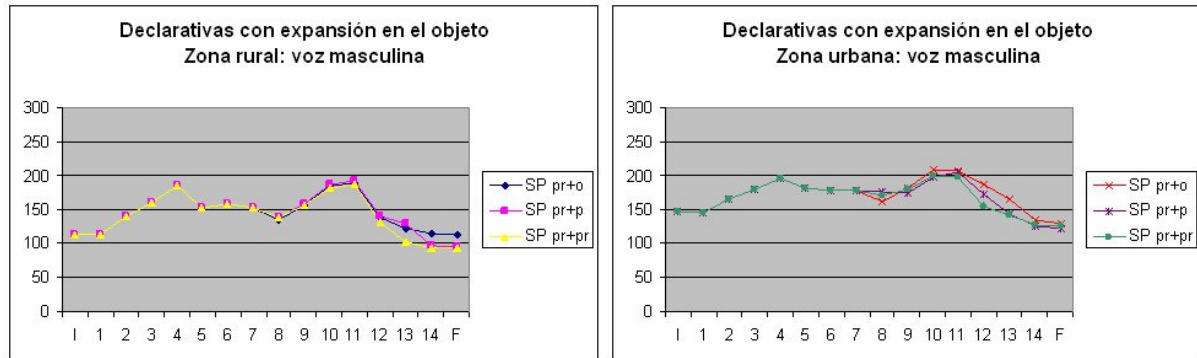 Declarativas con expansión en el objeto
Zona rural: voz masculina
300
250
200
150
100
50
0
I 1 2 3 4 5 6 7 8 9 10 11 12 13 14 F
SP pr+o
SP pr+p
SP pr+pr
Declarativas con expansión en el objeto
Zona urbana: voz masculina
300
250
200
150
100
50
0
I 1 2 3 4 5 6 7 8 9 10 11 12 13 14 F
SP pr+o
SP pr+p
SP pr+pr